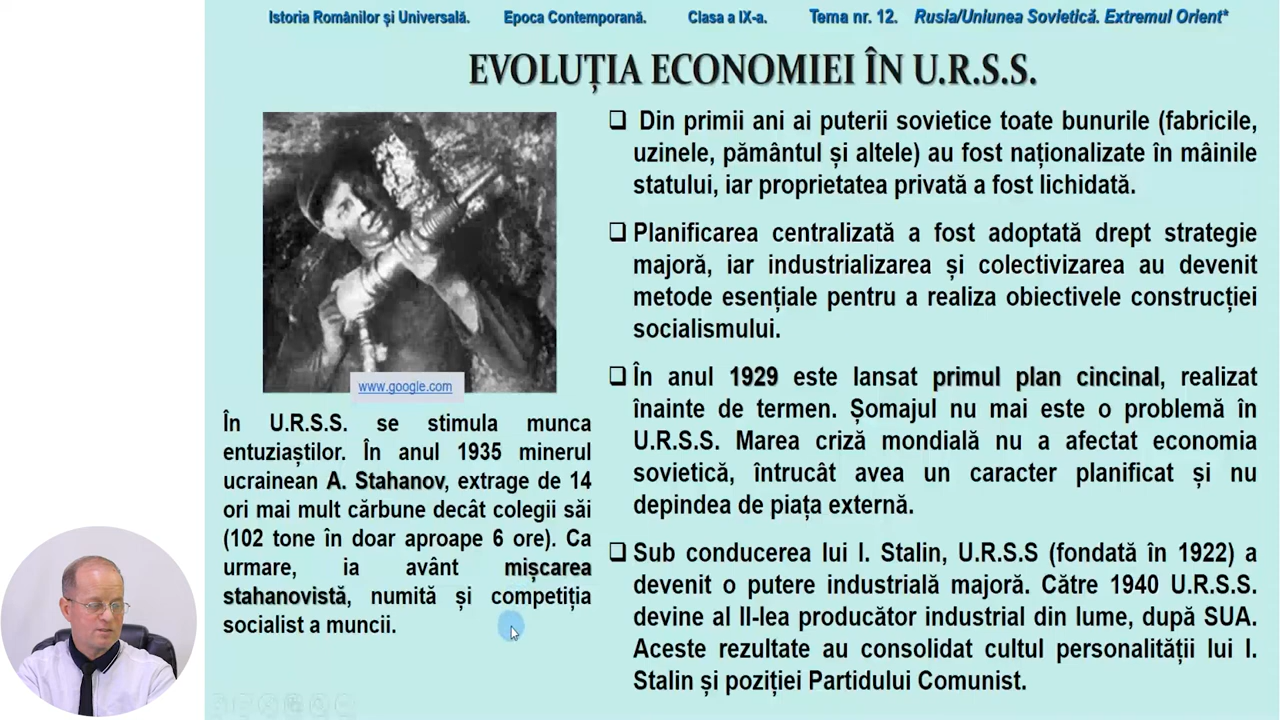 Istoria Românilor și Universală. Epoca Contemporană. Clasa a IX-a. Tema nr. 12. Rusia/Uniunea Sovietică. Extremul Orient*
EVOLUȚIA ECONOMIEI ÎN U.R.S.S.
www.google.com
În U.R.S.S. se stimula munca
entuziaștilor. În anul 1935 minerul
ucrainean A. Stahanov, extrage de 14
ori mai mult cărbune decât colegii săi
(102 tone în doar aproape 6 ore). Ca
urmare, ia avânt mișcarea
stahanovistă, numită și competiția
socialist a muncii.
❑ Din primii ani ai puterii sovietice toate bunurile (fabricile,
uzinele, pământul și altele) au fost naționalizate în mâinile
statului, iar proprietatea privată a fost lichidată.
❑ Planificarea centralizată a fost adoptată drept strategie
majoră, iar industrializarea și colectivizarea au devenit
metode esențiale pentru a realiza obiectivele construcției
socialismului.
❑ În anul 1929 este lansat primul plan cincinal, realizat
înainte de termen. Șomajul nu mai este o problemă în
U.R.S.S. Marea criză mondială nu a afectat economia
sovietică, întrucât avea un caracter planificat și nu
depindea de piața externă.
❑ Sub conducerea lui I. Stalin, U.R.S.S (fondată în 1922) a
devenit o putere industrială majoră. Către 1940 U.R.S.S.
devine al II-lea producător industrial din lume, după SUA.
Aceste rezultate au consolidat cultul personalității lui I.
Stalin și poziției Partidului Comunist.